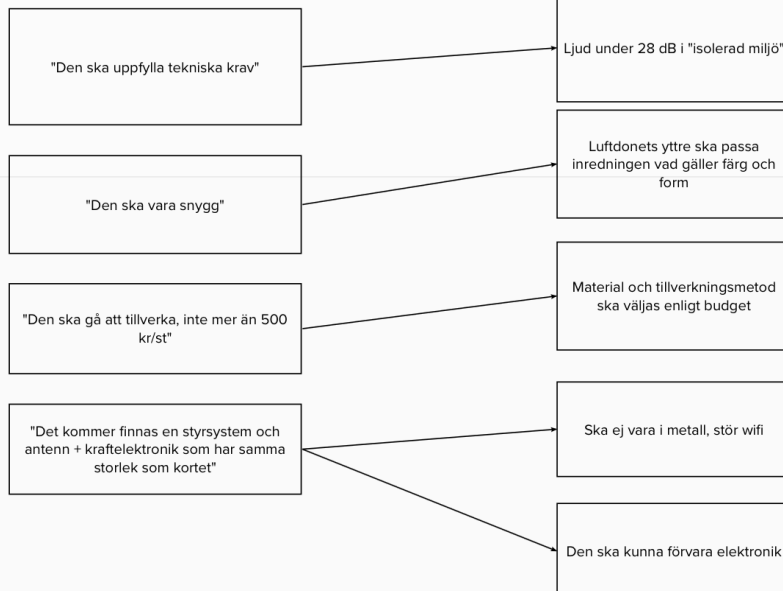 "Den ska uppfylla tekniska krav"
Ljud under 28 dB i "isolerad miljö"
"Den ska vara snygg"
Luftdonets yttre ska passa
inredningen vad gäller färg och
form
"Den ska gå att tillverka, inte mer än 500
kr/st"
Material och tillverkningsmetod
ska väljas enligt budget
"Det kommer finnas en styrsystem och
antenn + kraftelektronik som har samma
storlek som kortet"
Ska ej vara i metall, stör wifi
Den ska kunna förvara elektronik